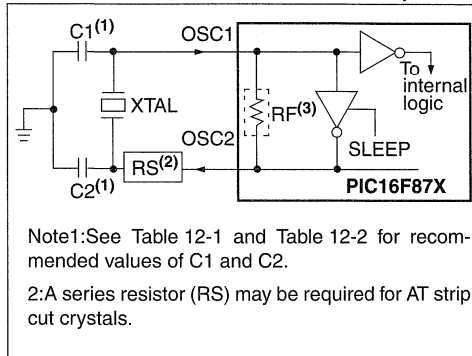 C1(1)
OSC1
To
internal
logic
XTAL
RF(3)
OSC2
SLEEP
RS(2)
C2(1)
PIC16F87X
Note1:See Table 12-1 and Table 12-2 for recom-
mended values of C1 and C2.
2:A series resistor (RS) may be required for AT strip
cut crystals.